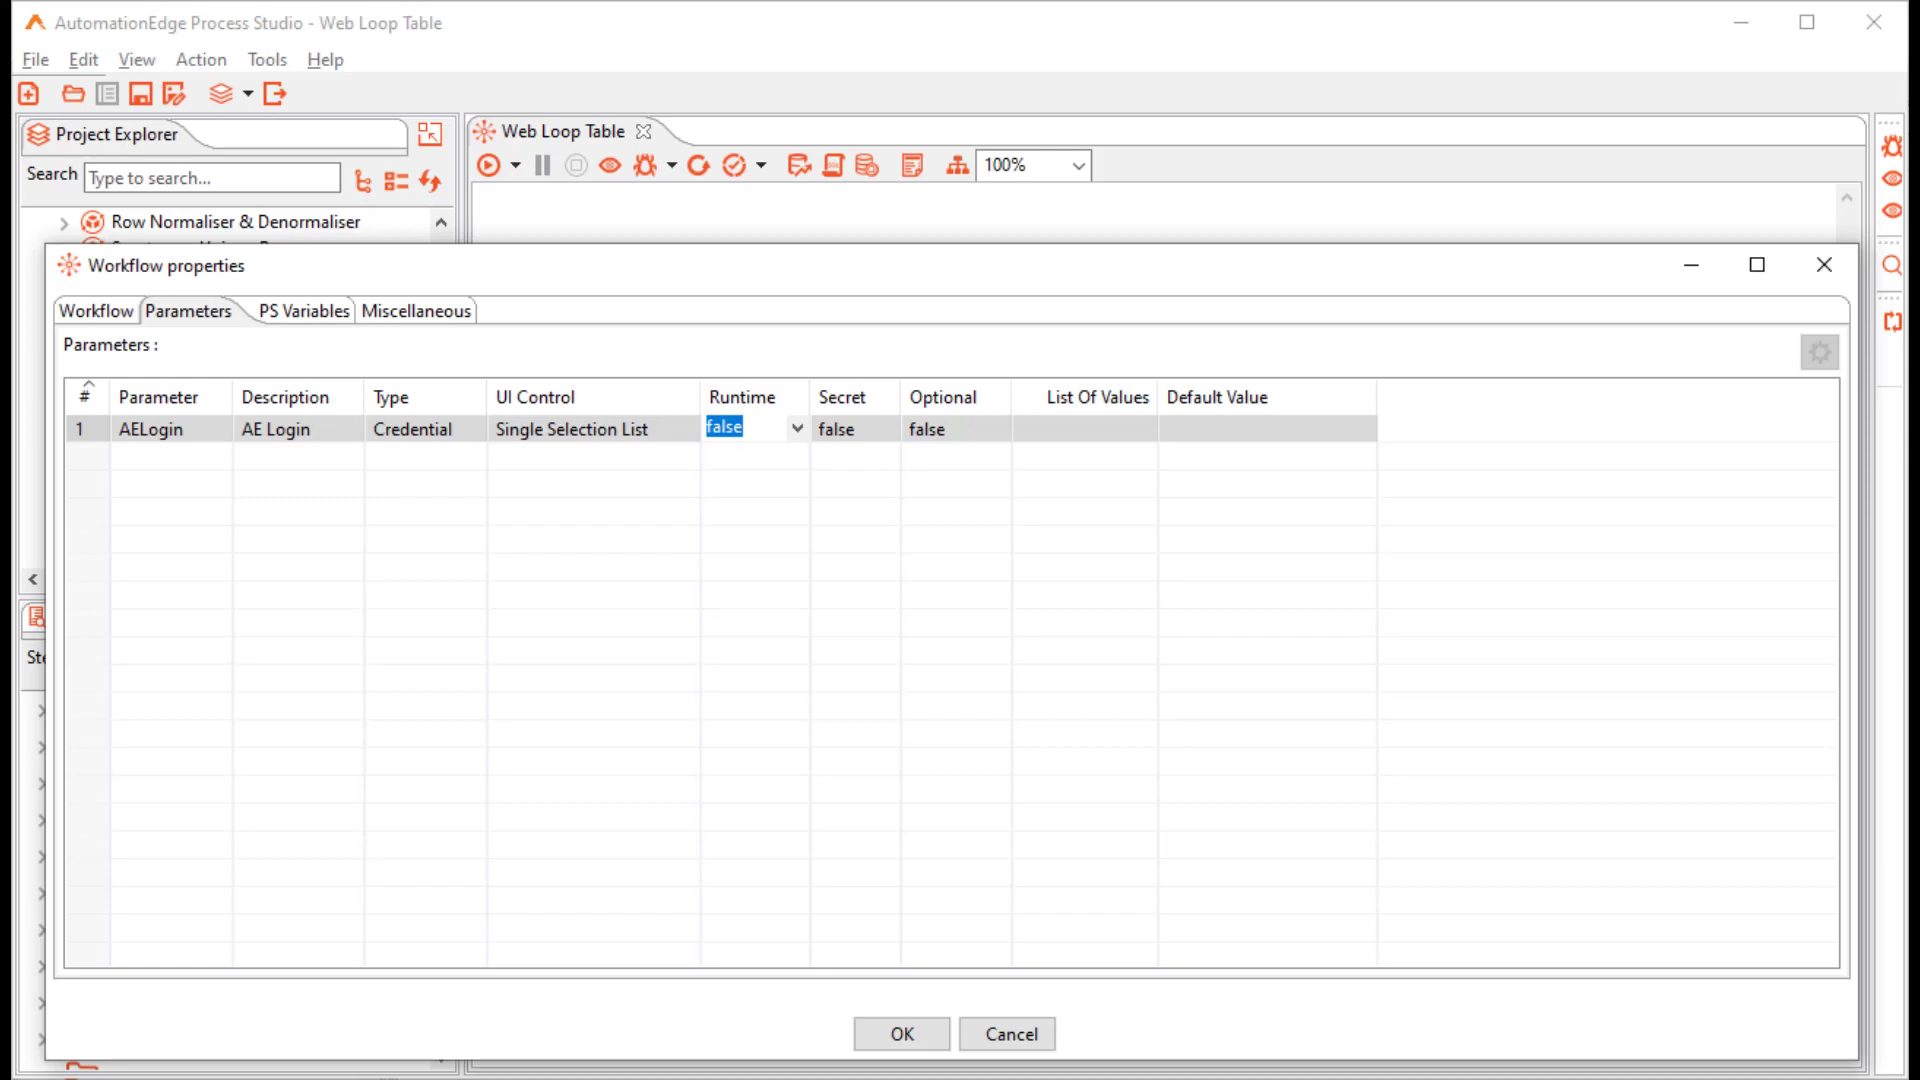 AutomationEdge Process Studio - Web Loop Table
File Edit View Action Tools Help
Project Explorer
Web Loop Table
Search Type to search...
100%
Row Normaliser & Denormaliser
Workflow properties
Workflow Parameters PS Variables Miscellaneous
Parameters :
# Parameter Description Type UI Control Runtime Secret Optional List Of Values Default Value
1 AELogin AE Login Credential Single Selection List false false false
Ste
OK Cancel